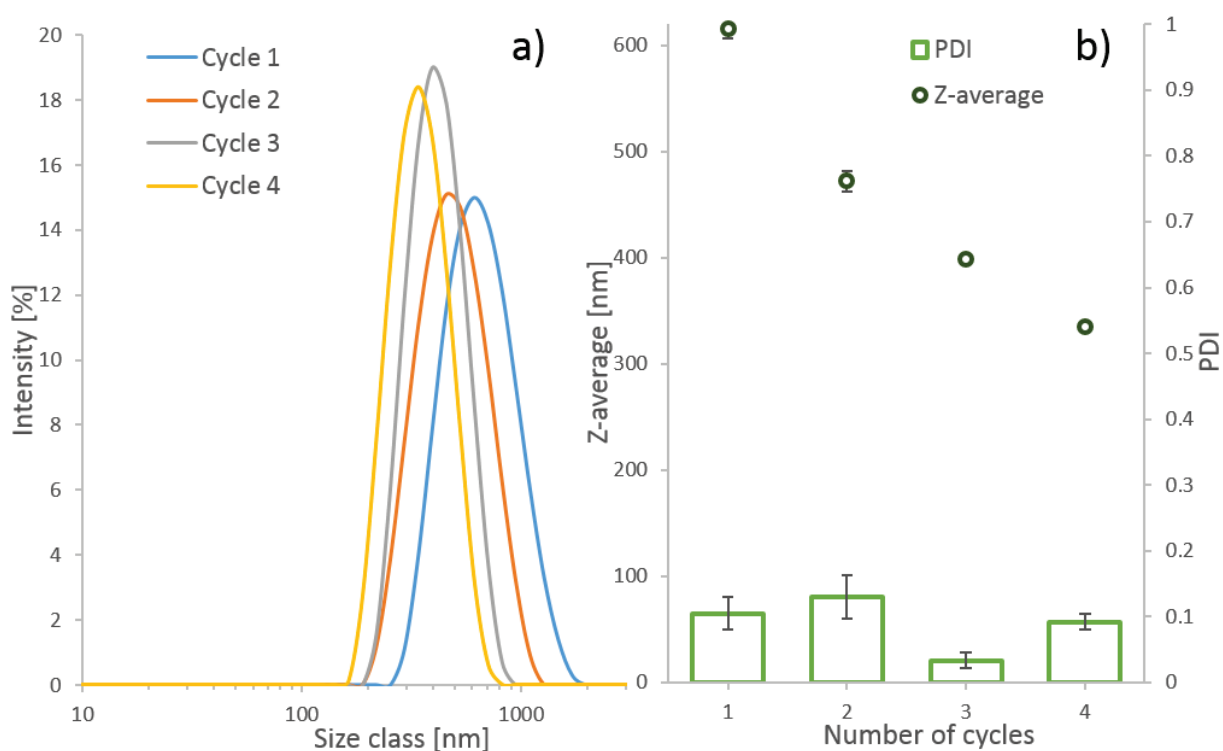 a)
Cycle 1
Cycle 2
Cycle 3
Cycle 4
20
18
16
14
12
10
8
6
4
2
0
Intensity [%]
10
100
1000
Size class [nm]
b)
PDI
Z-average
600
500
400
300
200
100
0
Z-average [nm]
1
0.9
0.8
0.7
0.6
0.5
0.4
0.3
0.2
0.1
0
PDI
1
2
3
4
Number of cycles